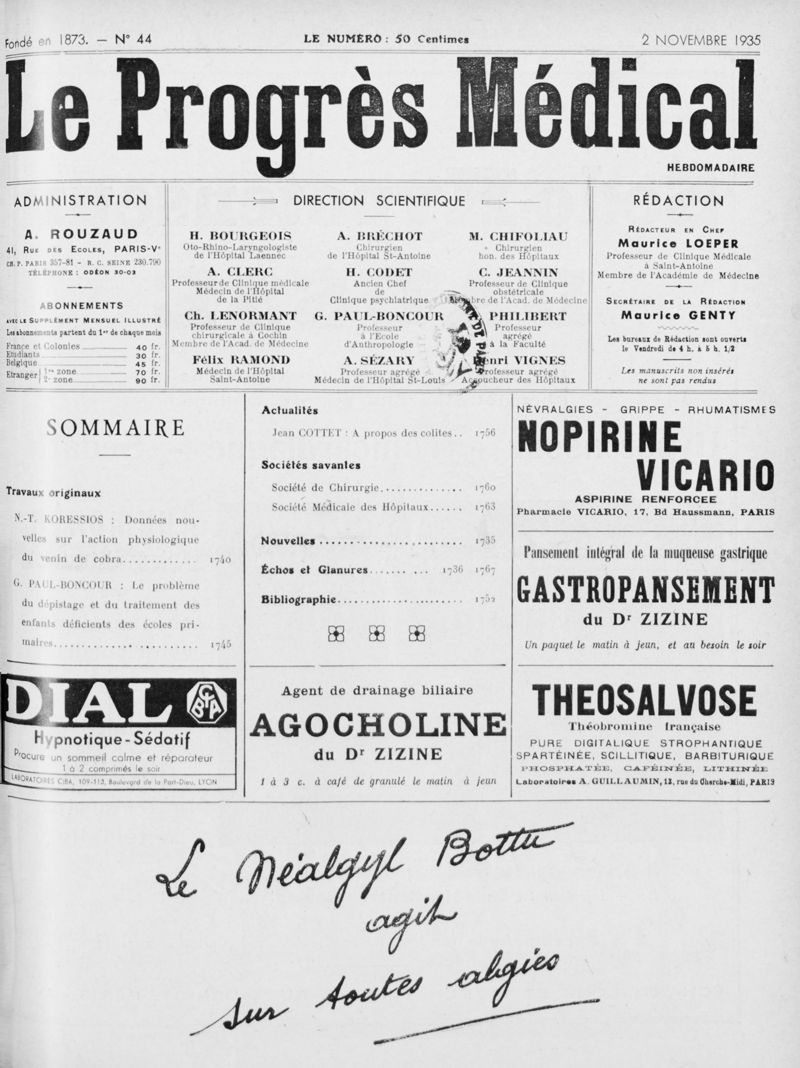 Fondé en 1873. — N° 44
LE NUMÉRO : 50 Centimes
2 NOVEMBRE 1935
Le Progrès Médical
HEBDOMADAIRE
ADMINISTRATION
A. ROUZAUD
41, RUE DES ECOLES, PARIS-Vᵉ
CH. P. PARIS 357-81 - R. C. SEINE 230.790
TÉLÉPHONE : ODÉON 30-03
ABONNEMENTS
AVEC LE SUPPLÉMENT MENSUEL ILLUSTRÉ
Les abonnements partent du 1ᵉʳ de chaque mois
France et Colonies 40 fr.
Etudiants 30 fr.
Belgique 45 fr.
Etranger 1ʳᵉ zone 70 fr.
2ᵉ zone 90 fr.
DIRECTION SCIENTIFIQUE
H. BOURGEOIS
Oto-Rhino-Laryngologiste
de l'Hôpital Laennec
A. BRÉCHOT
Chirurgien
de l'Hôpital St-Antoine
M. CHIFOLIAU
Chirurgien
hon. des Hôpitaux
A. CLERC
Professeur de Clinique médicale
Médecin de l'Hôpital
de la Pitié
H. CODET
Ancien Chef
de
Clinique psychiatrique
C. JEANNIN
Professeur de Clinique
obstétricale
Membre de l'Acad. de Médecine
Ch. LENORMANT
Professeur de Clinique
chirurgicale à Cochin
Membre de l'Acad. de Médecine
G. PAUL-BONCOUR
Professeur
à l'Ecole
d'Anthropologie
PHILIBERT
Professeur
agrégé
à la Faculté
Félix RAMOND
Médecin de l'Hôpital
Saint-Antoine
A. SÉZARY
Professeur agrégé
Médecin de l'Hôpital St-Louis
Henri VIGNES
Professeur agrégé
Accoucheur des Hôpitaux
RÉDACTION
RÉDACTEUR EN CHEF
Maurice LOEPER
Professeur de Clinique Médicale
à Saint-Antoine
Membre de l'Académie de Médecine
SECRÉTAIRE DE LA RÉDACTION
Maurice GENTY
Les bureaux de Rédaction sont ouverts
le Vendredi de 4 h. à 5 h. 1/2
Les manuscrits non insérés
ne sont pas rendus
SOMMAIRE
Travaux originaux
N.-T. KORESSIOS : Données nou-
velles sur l'action physiologique
du venin de cobra 1740
G. PAUL-BONCOUR : Le problème
du dépistage et du traitement des
enfants déficients des écoles pri-
maires 1745
Actualités
Jean COTTET : A propos des colites.. 1756
Sociétés savantes
Société de Chirurgie 1760
Société Médicale des Hôpitaux 1763
Nouvelles 1735
Échos et Glanures 1736 1767
Bibliographie 1752
NÉVRALGIES - GRIPPE - RHUMATISMES
NOPIRINE
VICARIO
ASPIRINE RENFORCEE
Pharmacie VICARIO, 17, Bd Haussmann, PARIS
Pansement intégral de la muqueuse gastrique
GASTROPANSEMENT
du Dʳ ZIZINE
Un paquet le matin à jeun, et au besoin le soir
DIAL CIBA
Hypnotique-Sédatif
Procure un sommeil calme et réparateur
1 à 2 comprimés le soir
LABORATOIRES CIBA, 109-113, Boulevard de la Part-Dieu, LYON
Agent de drainage biliaire
AGOCHOLINE
du Dʳ ZIZINE
1 à 3 c. à café de granulé le matin à jeun
THEOSALVOSE
Théobromine française
PURE DIGITALIQUE STROPHANTIQUE
SPARTÉINÉE, SCILLITIQUE, BARBITURIQUE
PHOSPHATÉE, CAFÉINÉE, LITHINÉE
Laboratoires A. GUILLAUMIN, 13, rue du Cherche-Midi, PARIS
Le Néalgyl Bottu
agit
sur toutes algies